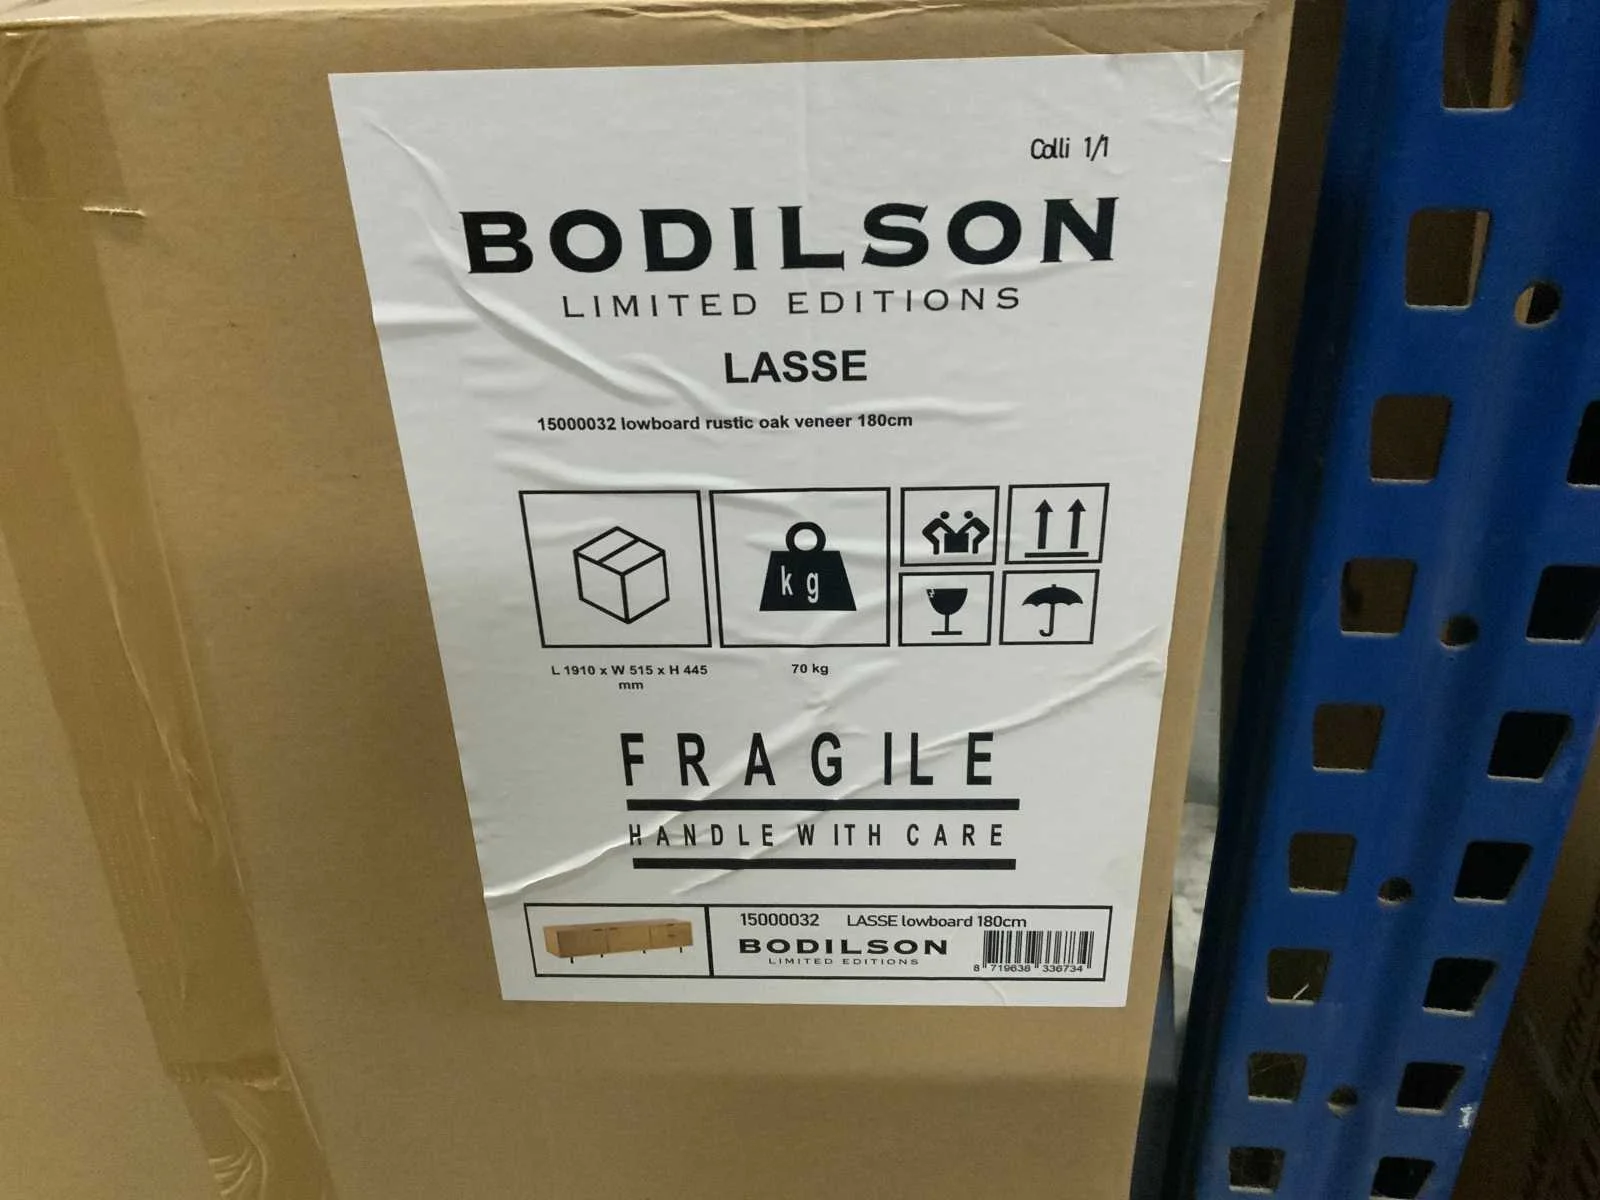 Colli 1/1
BODILSON
LIMITED EDITIONS
LASSE
15000032 lowboard rustic oak veneer 180cm
kg
L 1910 x W 515 x H 445
mm
70 kg
FRAGILE
HANDLE WITH CARE
15000032 LASSE lowboard 180cm
BODILSON
LIMITED EDITIONS
8 719638 336734